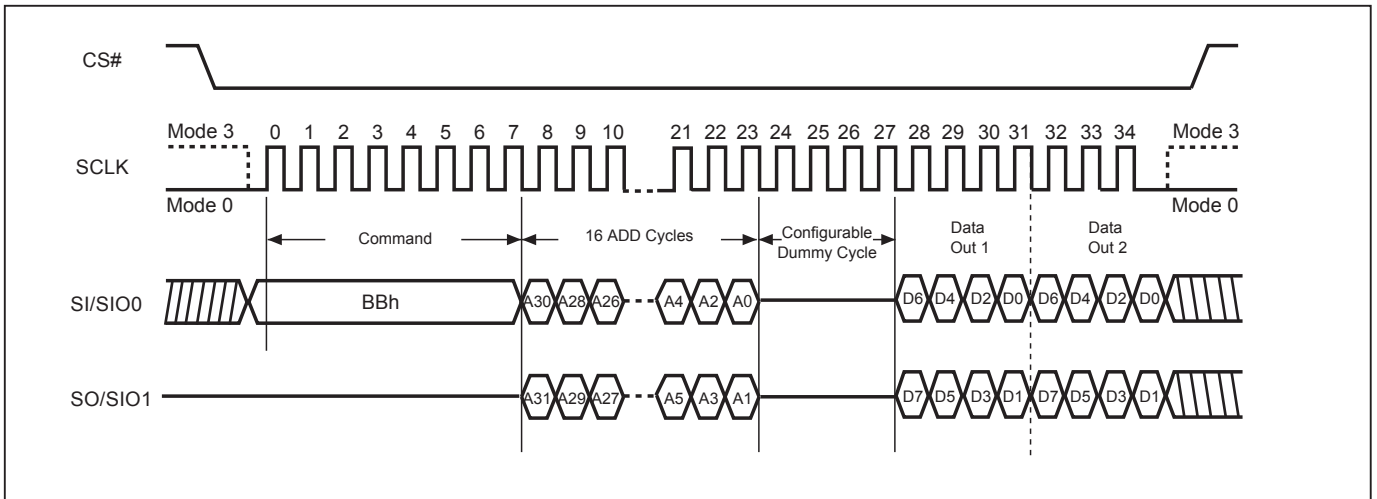 CS#
Mode 3 0 1 2 3 4 5 6 7 8 9 10 21 22 23 24 25 26 27 28 29 30 31 32 33 34 Mode 3
SCLK
Mode 0 Mode 0
Command 16 ADD Cycles Configurable Dummy Cycle Data Out 1 Data Out 2
SI/SIO0 BBh A30 A28 A26 A4 A2 A0 D6 D4 D2 D0 D6 D4 D2 D0
SO/SIO1 A31 A29 A27 A5 A3 A1 D7 D5 D3 D1 D7 D5 D3 D1